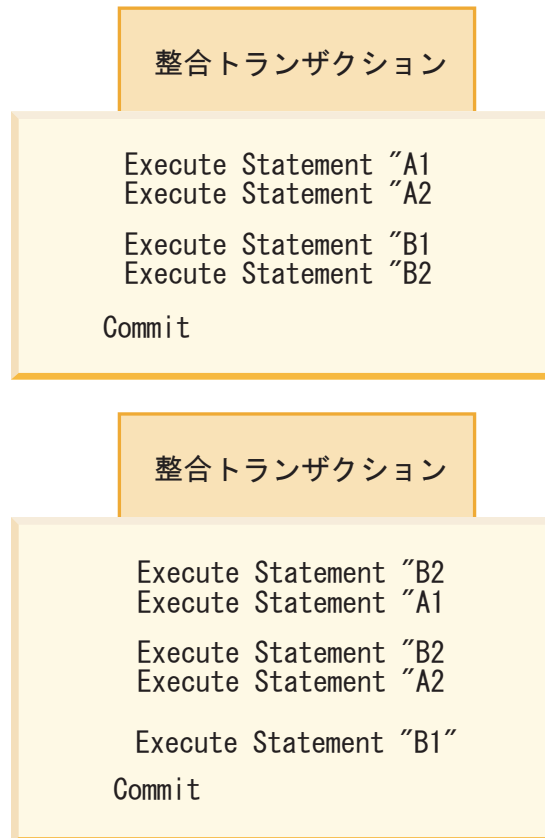 整合トランザクション
Execute Statement "A1
Execute Statement "A2
Execute Statement "B1
Execute Statement "B2
Commit
整合トランザクション
Execute Statement "B2
Execute Statement "A1
Execute Statement "B2
Execute Statement "A2
Execute Statement "B1"
Commit